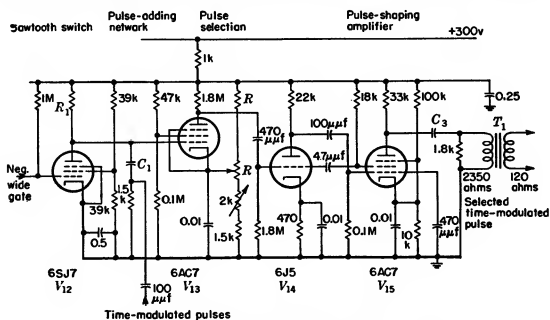 Sawtooth switch
Pulse-adding
network
Pulse
selection
Pulse-shaping
amplifier
+300v
1k
1M
R₁
39k
47k
1.8M
R
22k
18k
33k
100k
0.25
C₃
T₁
470
μμf
100μμf
Neg.
wide
gate
C₁
R
4.7μμf
1.8k
2350
ohms
120
ohms
Selected
time-modulated
pulse
39k
1.5k
0.1M
2k
0.01
1.5k
1.8M
470
0.01
0.1M
0.01
10
k
470
μμf
0.5
6SJ7
V₁₂
100
μμf
6AC7
V₁₃
6J5
V₁₄
6AC7
V₁₅
Time-modulated pulses